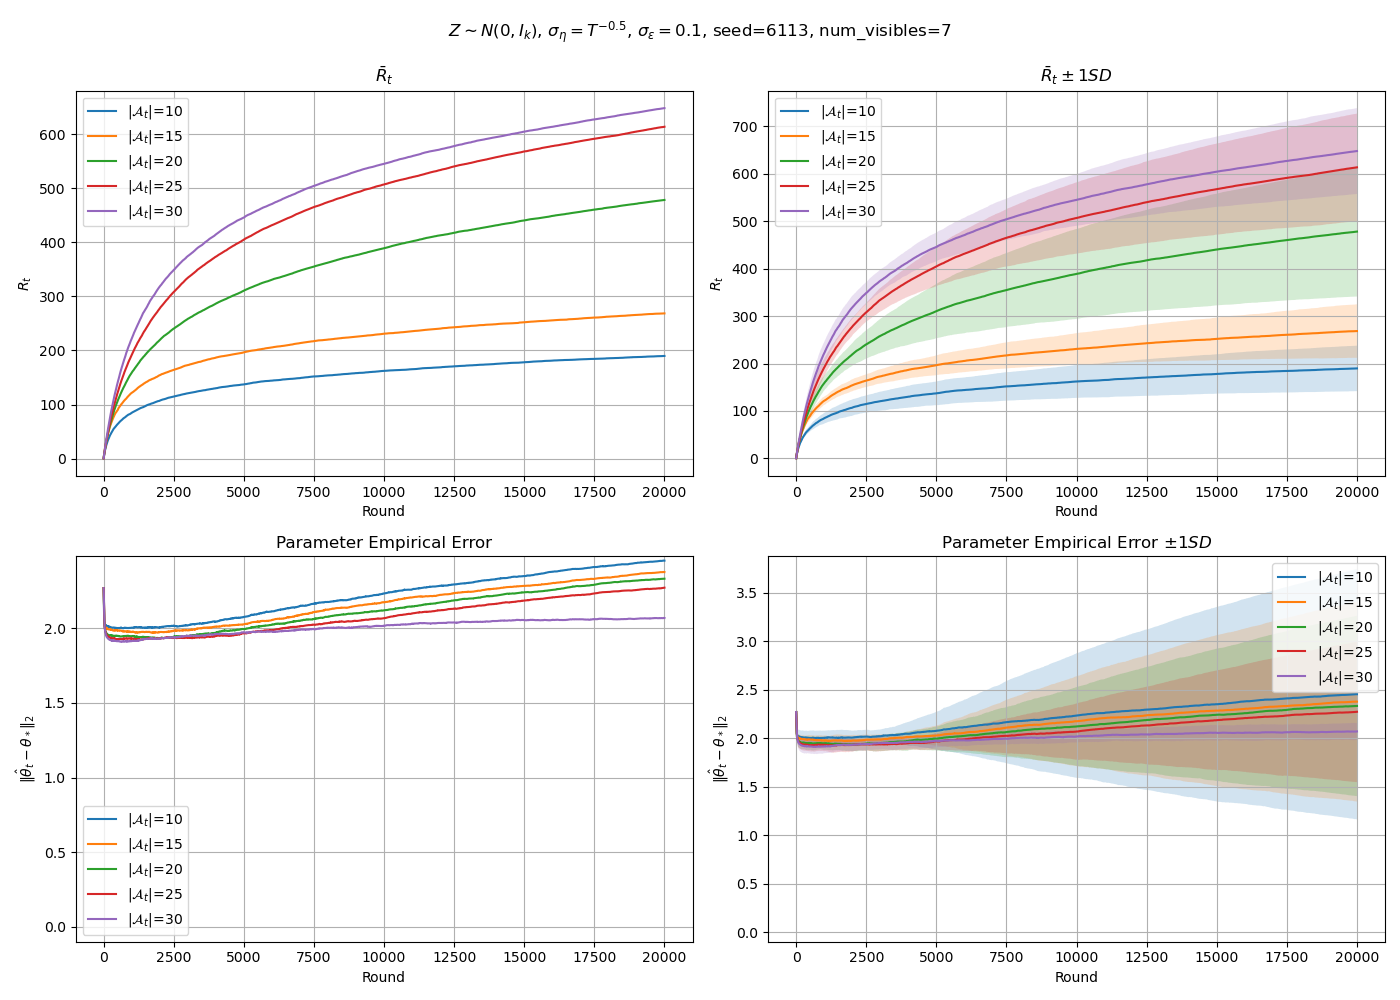 Z ∼ N(0, I_k), σ_η = T^{−0.5}, σ_ε = 0.1, seed=6113, num_visibles=7
R̄_t
R_t
600
500
400
300
200
100
0
|𝒜_t|=10
|𝒜_t|=15
|𝒜_t|=20
|𝒜_t|=25
|𝒜_t|=30
0 2500 5000 7500 10000 12500 15000 17500 20000
Round
R̄_t ± 1SD
R_t
700
600
500
400
300
200
100
0
|𝒜_t|=10
|𝒜_t|=15
|𝒜_t|=20
|𝒜_t|=25
|𝒜_t|=30
0 2500 5000 7500 10000 12500 15000 17500 20000
Round
Parameter Empirical Error
‖θ̂_t − θ_*‖_2
2.0
1.5
1.0
0.5
0.0
|𝒜_t|=10
|𝒜_t|=15
|𝒜_t|=20
|𝒜_t|=25
|𝒜_t|=30
0 2500 5000 7500 10000 12500 15000 17500 20000
Round
Parameter Empirical Error ±1SD
‖θ̂_t − θ_*‖_2
3.5
3.0
2.5
2.0
1.5
1.0
0.5
0.0
|𝒜_t|=10
|𝒜_t|=15
|𝒜_t|=20
|𝒜_t|=25
|𝒜_t|=30
0 2500 5000 7500 10000 12500 15000 17500 20000
Round